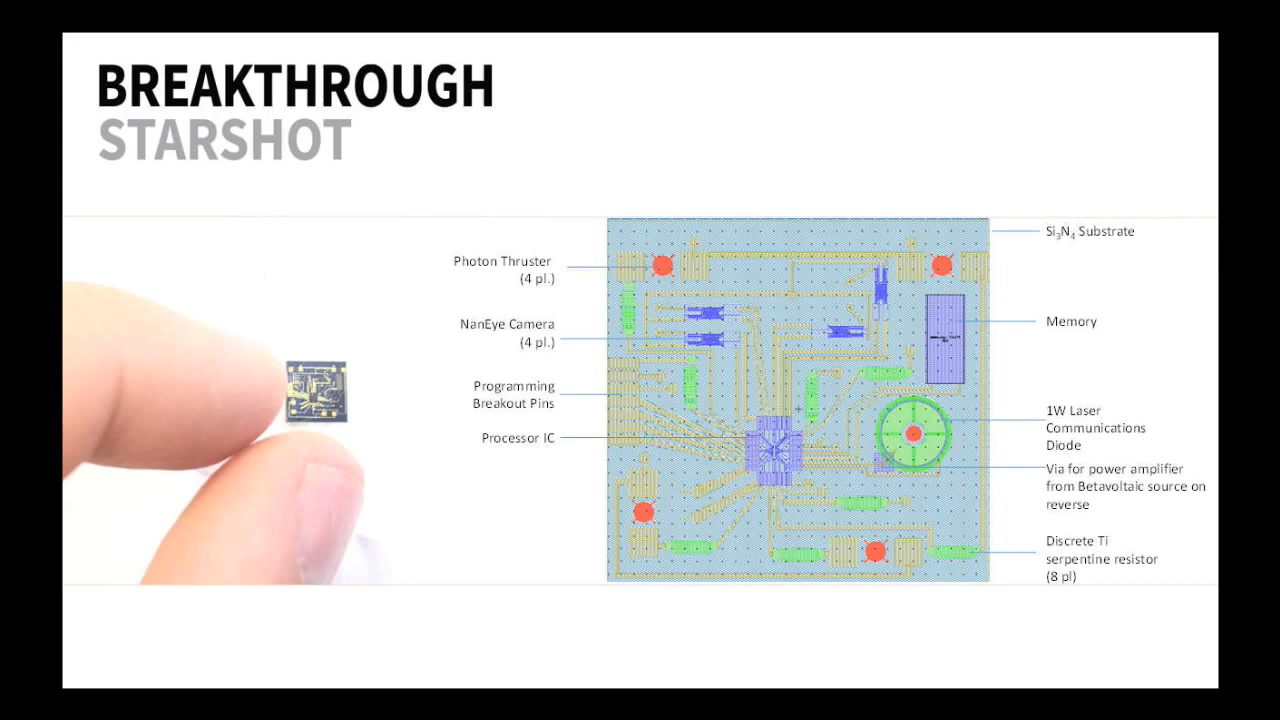 BREAKTHROUGH
STARSHOT
Photon Thruster
(4 pl.)
NanEye Camera
(4 pl.)
Programming
Breakout Pins
Processor IC
Si₃N₄ Substrate
Memory
1W Laser
Communications
Diode
Via for power amplifier
from Betavoltaic source on
reverse
Discrete Ti
serpentine resistor
(8 pl)